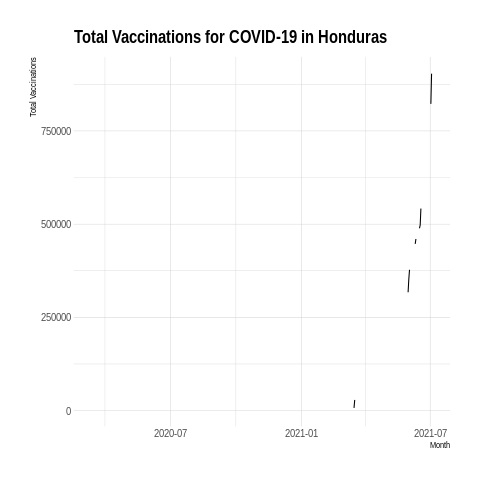 Total Vaccinations for COVID-19 in Honduras
Total Vaccinations
750000
500000
250000
0
2020-07
2021-01
2021-07
Month